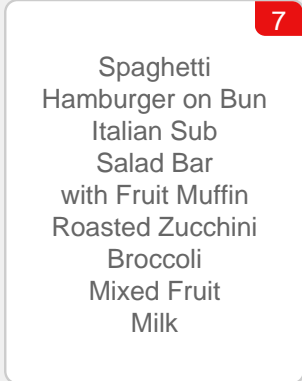 7
Spaghetti
Hamburger on Bun
Italian Sub
Salad Bar
with Fruit Muffin
Roasted Zucchini
Broccoli
Mixed Fruit
Milk